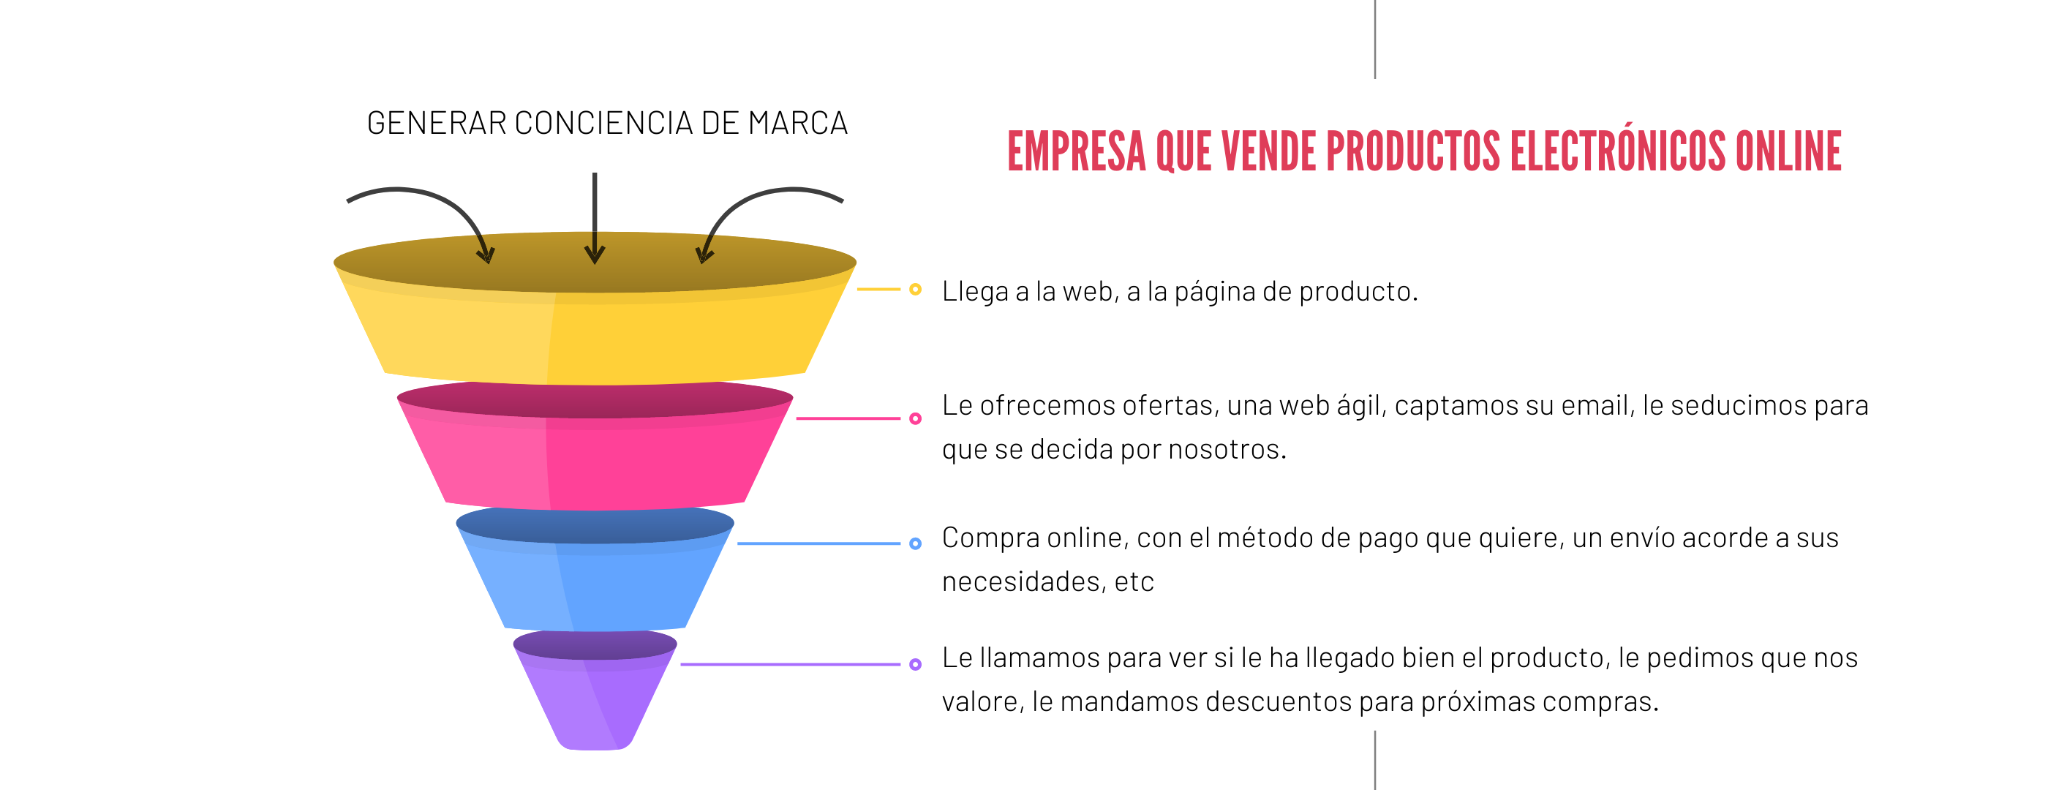 GENERAR CONCIENCIA DE MARCA
EMPRESA QUE VENDE PRODUCTOS ELECTRÓNICOS ONLINE
Llega a la web, a la página de producto.
Le ofrecemos ofertas, una web ágil, captamos su email, le seducimos para
que se decida por nosotros.
Compra online, con el método de pago que quiere, un envío acorde a sus
necesidades, etc
Le llamamos para ver si le ha llegado bien el producto, le pedimos que nos
valore, le mandamos descuentos para próximas compras.